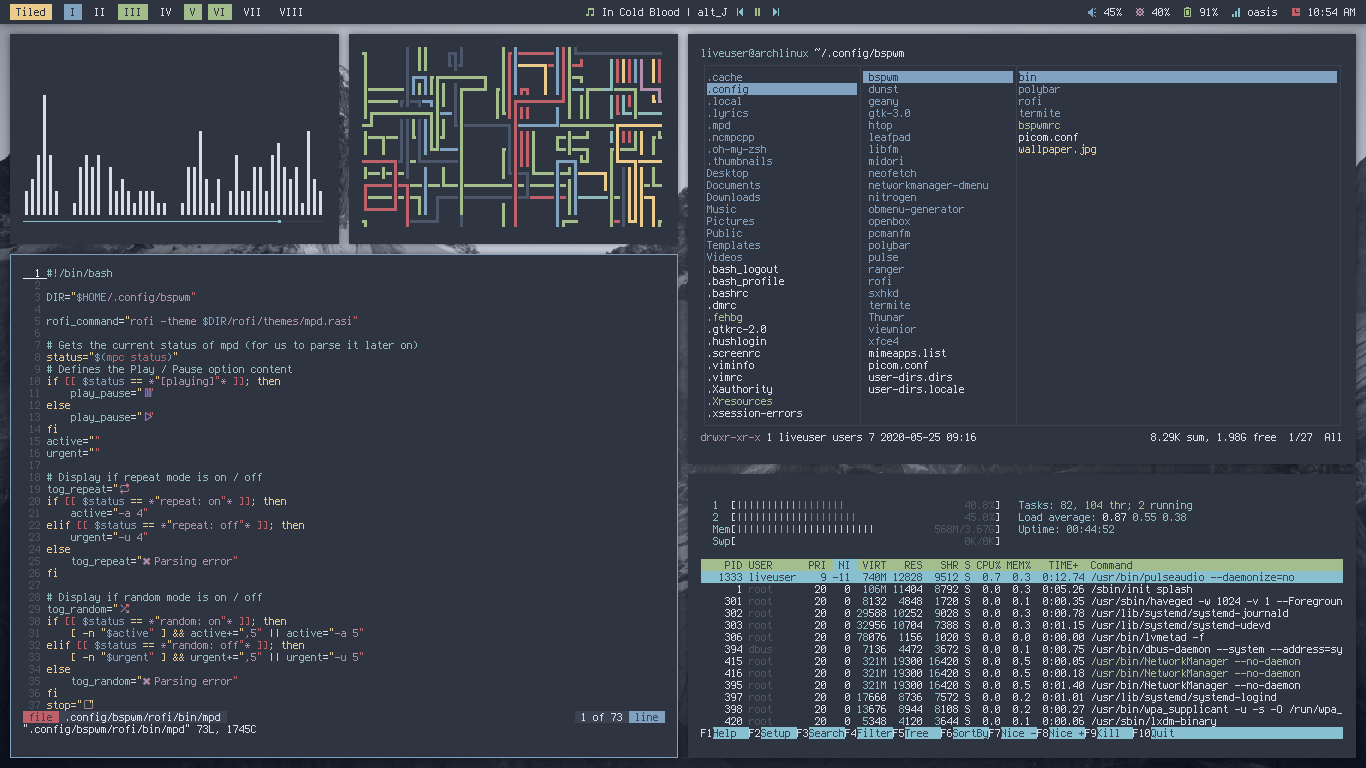 Tiled I II III IV V VI VII VIII
In Cold Blood | alt_J
45% 40% 91% oasis 10:54 AM
1 #!/bin/bash
2
3 DIR="$HOME/.config/bspwm"
4
5 rofi_command="rofi -theme $DIR/rofi/themes/mpd.rasi"
6
7 # Gets the current status of mpd (for us to parse it later on)
8 status="$(mpc status)"
9 # Defines the Play / Pause option content
10 if [[ $status == *"[playing]"* ]]; then
11 play_pause="
12 else
13 play_pause="
14 fi
15 active=""
16 urgent=""
17
18 # Display if repeat mode is on / off
19 tog_repeat="
20 if [[ $status == *"repeat: on"* ]]; then
21 active="-a 4"
22 elif [[ $status == *"repeat: off"* ]]; then
23 urgent="-u 4"
24 else
25 tog_repeat="✖ Parsing error"
26 fi
27
28 # Display if random mode is on / off
29 tog_random="
30 if [[ $status == *"random: on"* ]]; then
31 [ -n "$active" ] && active+=",5" || active="-a 5"
32 elif [[ $status == *"random: off"* ]]; then
33 [ -n "$urgent" ] && urgent+=",5" || urgent="-u 5"
34 else
35 tog_random="✖ Parsing error"
36 fi
37 stop="
file .config/bspwm/rofi/bin/mpd 1 of 73 line
".config/bspwm/rofi/bin/mpd" 73L, 1745C
liveuser@archlinux ~/.config/bspwm
.cache bspwm bin
.config dunst polybar
.local geany rofi
.lyrics gtk-3.0 termite
.mpd htop bspwmrc
.ncmpcpp leafpad picom.conf
.oh-my-zsh libfm wallpaper.jpg
.thumbnails midori
Desktop neofetch
Documents networkmanager-dmenu
Downloads nitrogen
Music obmenu-generator
Pictures openbox
Public pcmanfm
Templates polybar
Videos pulse
.bash_logout ranger
.bash_profile rofi
.bashrc sxhkd
.dmrc termite
.fehbg Thunar
.gtkrc-2.0 viewnior
.hushlogin xfce4
.screenrc mimeapps.list
.viminfo picom.conf
.vimrc user-dirs.dirs
.Xauthority user-dirs.locale
.Xresources
.xsession-errors
drwxr-xr-x 1 liveuser users 7 2020-05-25 09:16 8.29K sum, 1.98G free 1/27 All
1 [||||||||||||||||||| 40.8%] Tasks: 82, 104 thr; 2 running
2 [||||||||||||||||||||| 45.0%] Load average: 0.87 0.55 0.38
Mem[|||||||||||||||||||||||| 568M/3.67G] Uptime: 00:44:52
Swp[ 0K/0K]
PID USER PRI NI VIRT RES SHR S CPU% MEM% TIME+ Command
1333 liveuser 9 -11 740M 12828 9512 S 0.7 0.3 0:12.74 /usr/bin/pulseaudio --daemonize=no
1 root 20 0 106M 11404 8792 S 0.0 0.3 0:05.26 /sbin/init splash
301 root 20 0 8132 4848 1720 S 0.0 0.1 0:00.35 /usr/sbin/haveged -w 1024 -v 1 --Foregroun
302 root 20 0 29588 10252 9028 S 0.0 0.3 0:00.78 /usr/lib/systemd/systemd-journald
303 root 20 0 32956 10704 7388 S 0.0 0.3 0:01.15 /usr/lib/systemd/systemd-udevd
306 root 20 0 78076 1156 1020 S 0.0 0.0 0:00.00 /usr/bin/lvmetad -f
394 dbus 20 0 7136 4472 3672 S 0.0 0.1 0:00.75 /usr/bin/dbus-daemon --system --address=sy
415 root 20 0 321M 19300 16420 S 0.0 0.5 0:00.05 /usr/bin/NetworkManager --no-daemon
416 root 20 0 321M 19300 16420 S 0.0 0.5 0:00.18 /usr/bin/NetworkManager --no-daemon
395 root 20 0 321M 19300 16420 S 0.0 0.5 0:01.40 /usr/bin/NetworkManager --no-daemon
397 root 20 0 17660 8736 7572 S 0.0 0.2 0:01.01 /usr/lib/systemd/systemd-logind
398 root 20 0 13676 8944 8108 S 0.0 0.2 0:00.27 /usr/bin/wpa_supplicant -u -s -O /run/wpa_
420 root 20 0 5348 4120 3644 S 0.0 0.1 0:00.06 /usr/sbin/lxdm-binary
F1Help F2Setup F3SearchF4FilterF5Tree F6SortByF7Nice -F8Nice +F9Kill F10Quit